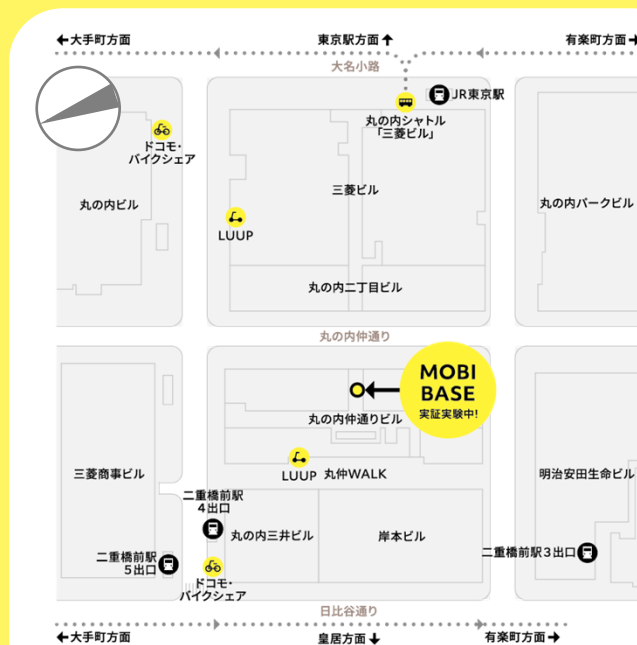 ←大手町方面
東京駅方面↑
有楽町方面→
大名小路
JR東京駅
丸の内シャトル
「三菱ビル」
ドコモ・
バイクシェア
三菱ビル
丸の内ビル
丸の内パークビル
LUUP
丸の内二丁目ビル
丸の内仲通り
MOBI
BASE
実証実験中!
丸の内仲通りビル
三菱商事ビル
LUUP
丸仲WALK
明治安田生命ビル
二重橋前駅
4出口
丸の内三井ビル
岸本ビル
二重橋前駅3出口
二重橋前駅
5出口
ドコモ・
バイクシェア
日比谷通り
←大手町方面
皇居方面↓
有楽町方面→